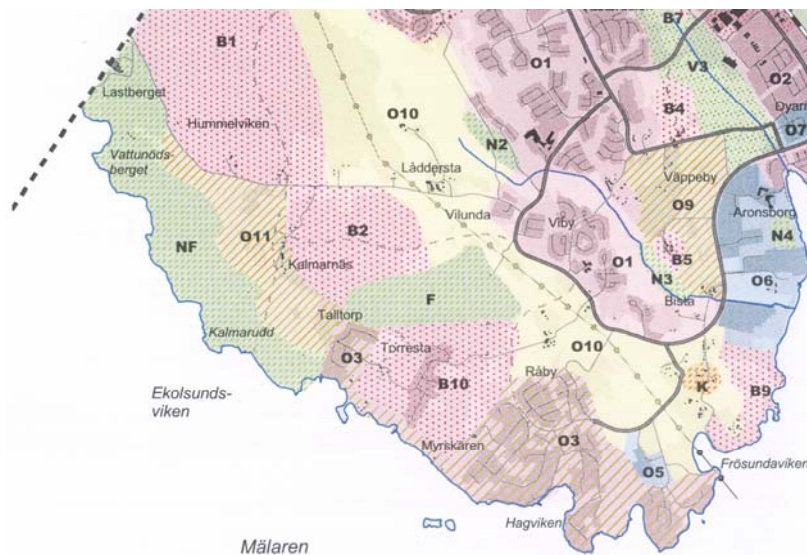 B7
B1
O1
V3
O2
Lastberget
B4
Dyarn
Hummelviken
O10
O7
N2
Vattunöds-
berget
Låddersta
Väppeby
Aronsborg
B2
Vilunda
O9
NF
O11
Viby
N4
Kalmarnäs
B5
O1
N3
O6
F
Bista
Talltorp
Kalmarudd
O3
Torresta
O10
Råby
K
Ekolsunds-
viken
B10
B9
Myrskären
O3
Frösundaviken
O5
Hagviken
Mälaren